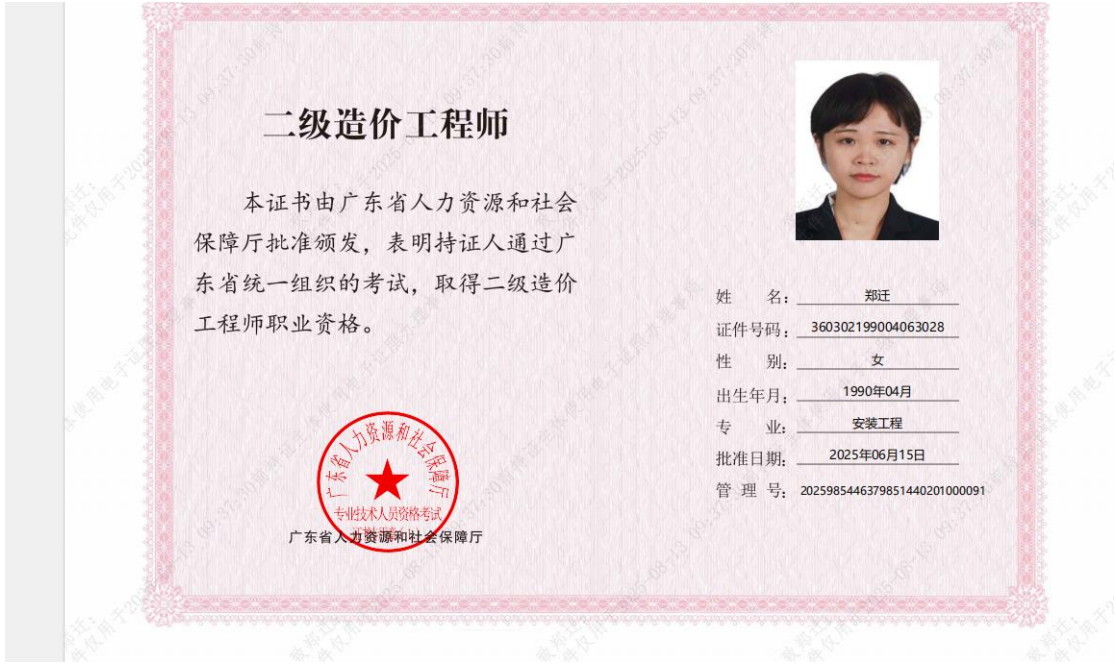 二级造价工程师
本证书由广东省人力资源和社会
保障厅批准颁发，表明持证人通过广
东省统一组织的考试，取得二级造价
工程师职业资格。
广东省人力资源和社会保障厅
专业技术人员资格考试
广东省人力资源和社会保障厅
姓 名： 郑迁
证件号码： 360302199004063028
性 别： 女
出生年月： 1990年04月
专 业： 安装工程
批准日期： 2025年06月15日
管 理 号： 2025985446379851440201000091